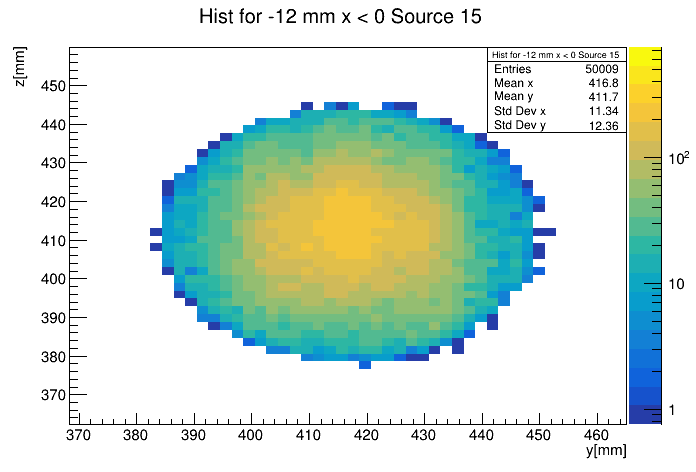 Hist for -12 mm x < 0 Source 15
z[mm]
Hist for -12 mm x < 0 Source 15
Entries 50009
Mean x 416.8
Mean y 411.7
Std Dev x 11.34
Std Dev y 12.36
450
440
430
420
410
400
390
380
370
370 380 390 400 410 420 430 440 450 460
y[mm]
10²
10
1